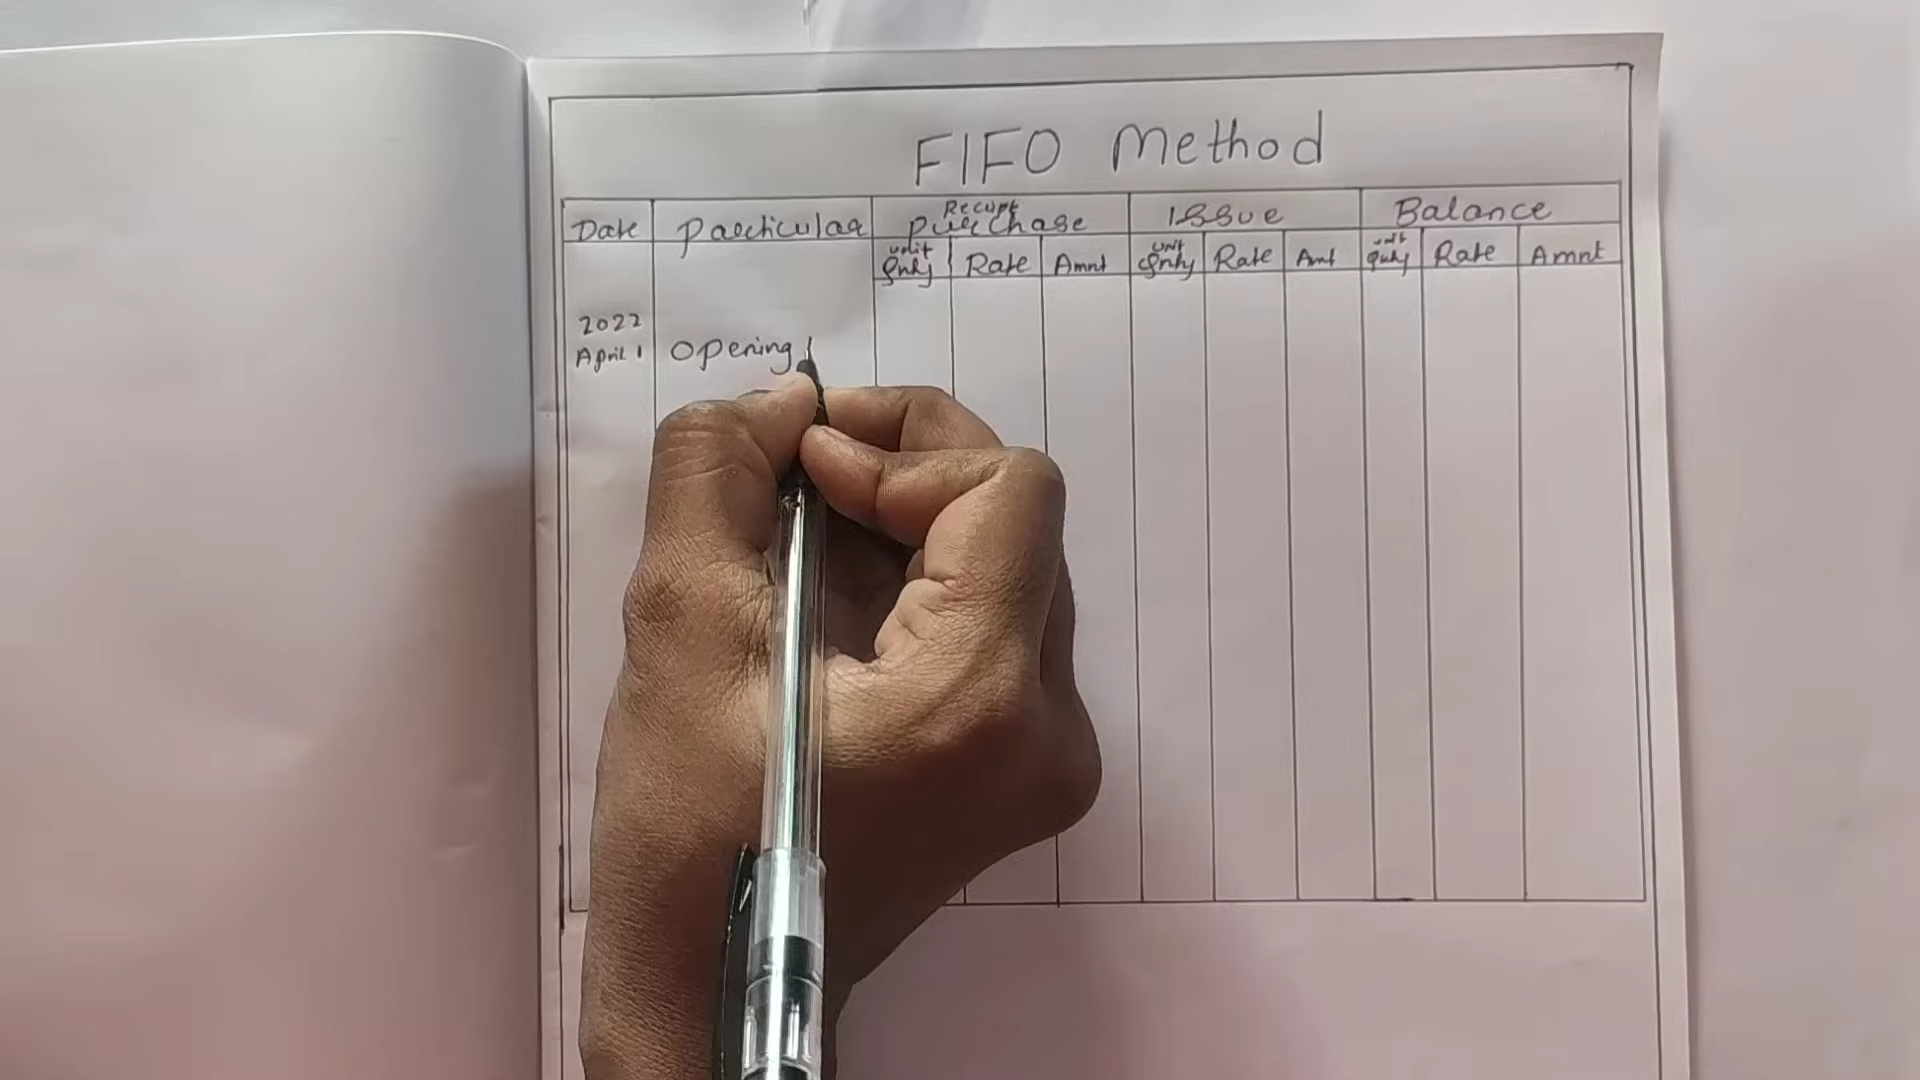 FIFO Method
Date Particular Recipt Purchase Issue Balance
unit Qnty Rate Amnt unit Qnty Rate Amt unit Qnty Rate Amnt
2022
April 1 Opening